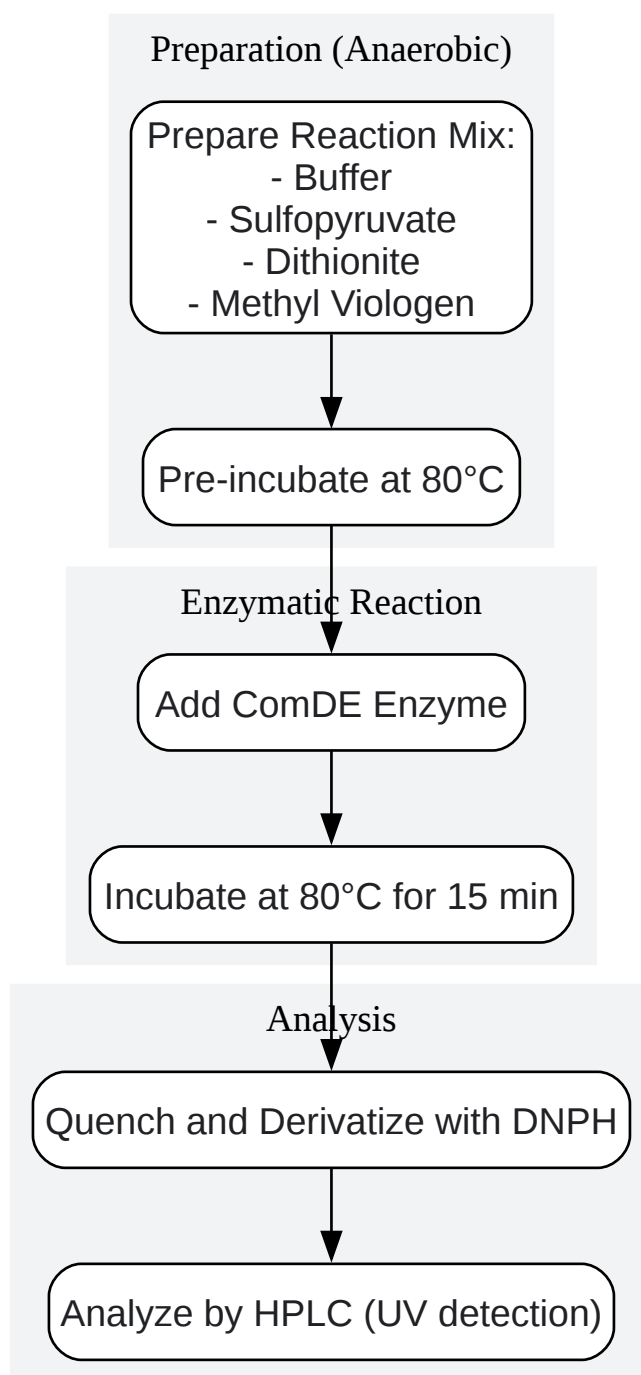 Preparation (Anaerobic)
Prepare Reaction Mix:
- Buffer
- Sulfopyruvate
- Dithionite
- Methyl Viologen
Pre-incubate at 80°C
Enzymatic Reaction
Add ComDE Enzyme
Incubate at 80°C for 15 min
Analysis
Quench and Derivatize with DNPH
Analyze by HPLC (UV detection)